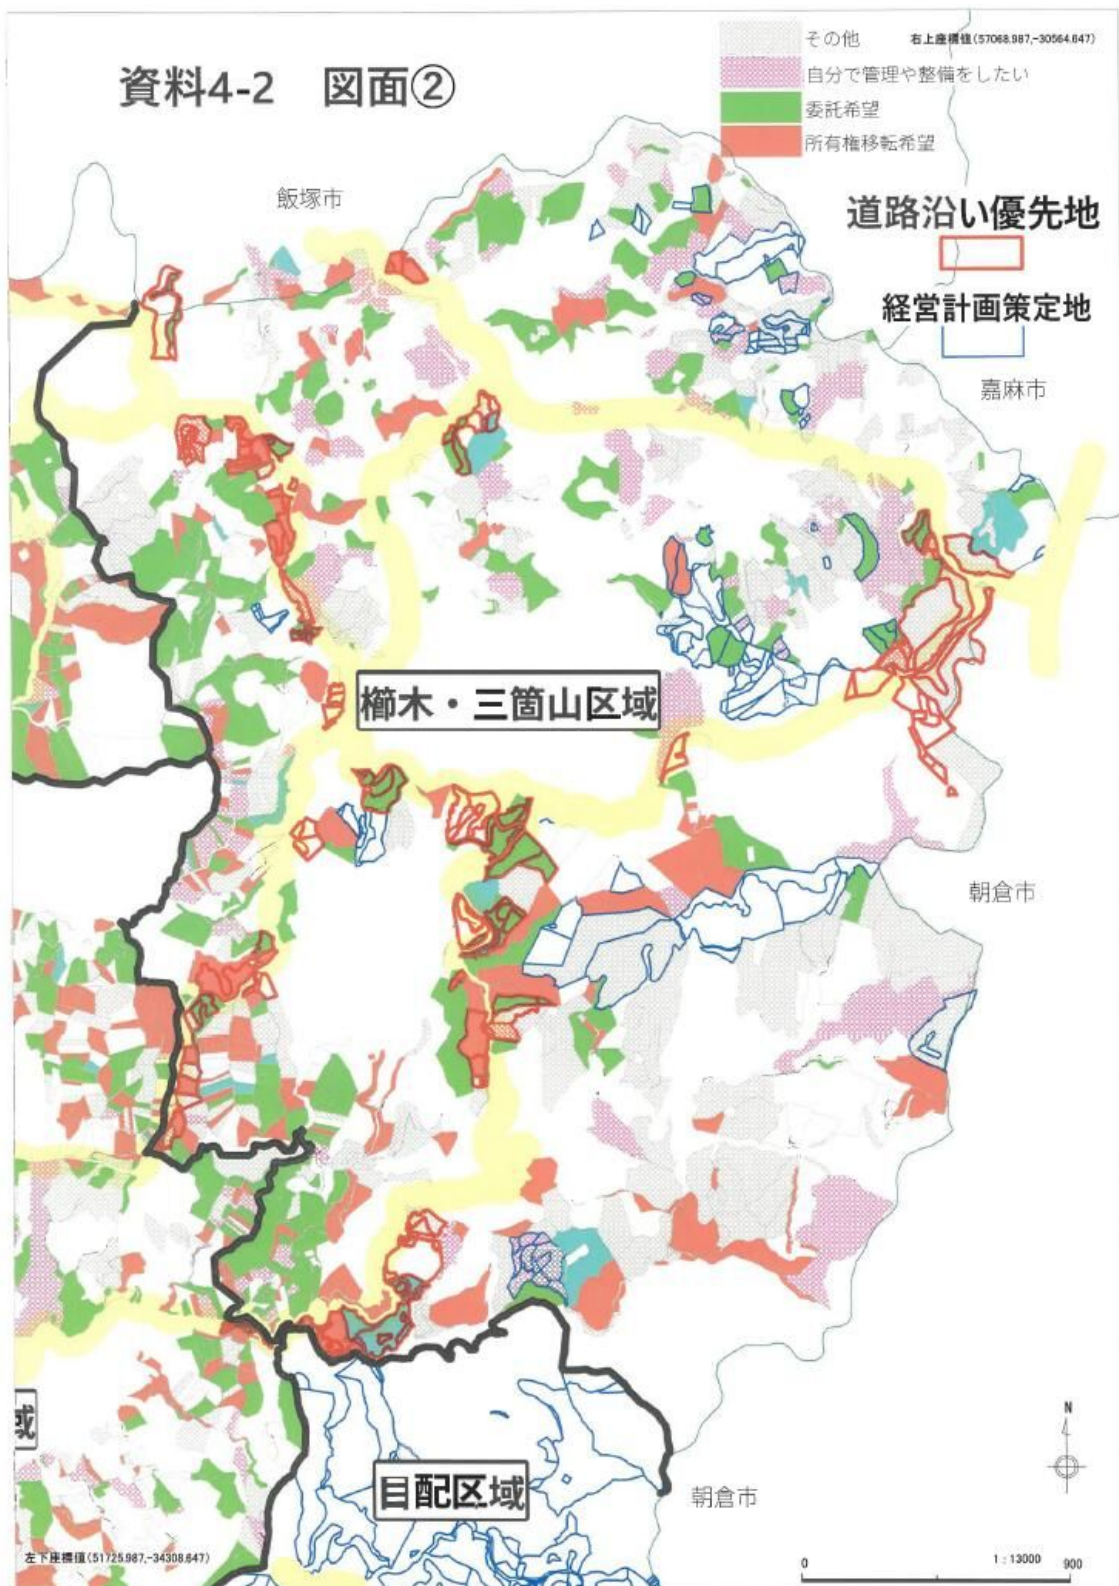 資料4-2 図面②
その他
右上座標値(57068.987,-30564.647)
自分で管理や整備をしたい
委託希望
所有権移転希望
道路沿い優先地
経営計画策定地
飯塚市
嘉麻市
櫛木・三箇山区域
朝倉市
域
目配区域
朝倉市
N
左下座標値(51725.987,-34308.647)
1:13000
0
900